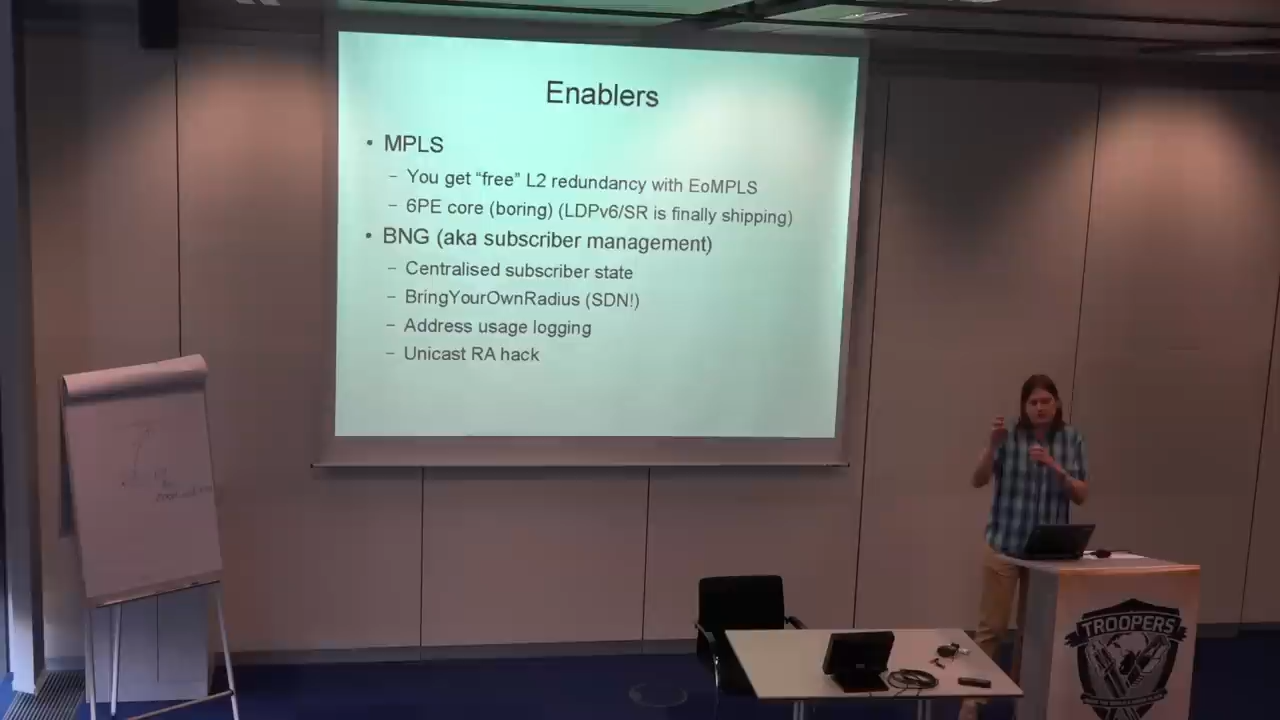 Enablers
• MPLS
– You get “free” L2 redundancy with EoMPLS
– 6PE core (boring) (LDPv6/SR is finally shipping)
• BNG (aka subscriber management)
– Centralised subscriber state
– BringYourOwnRadius (SDN!)
– Address usage logging
– Unicast RA hack
TROOPERS